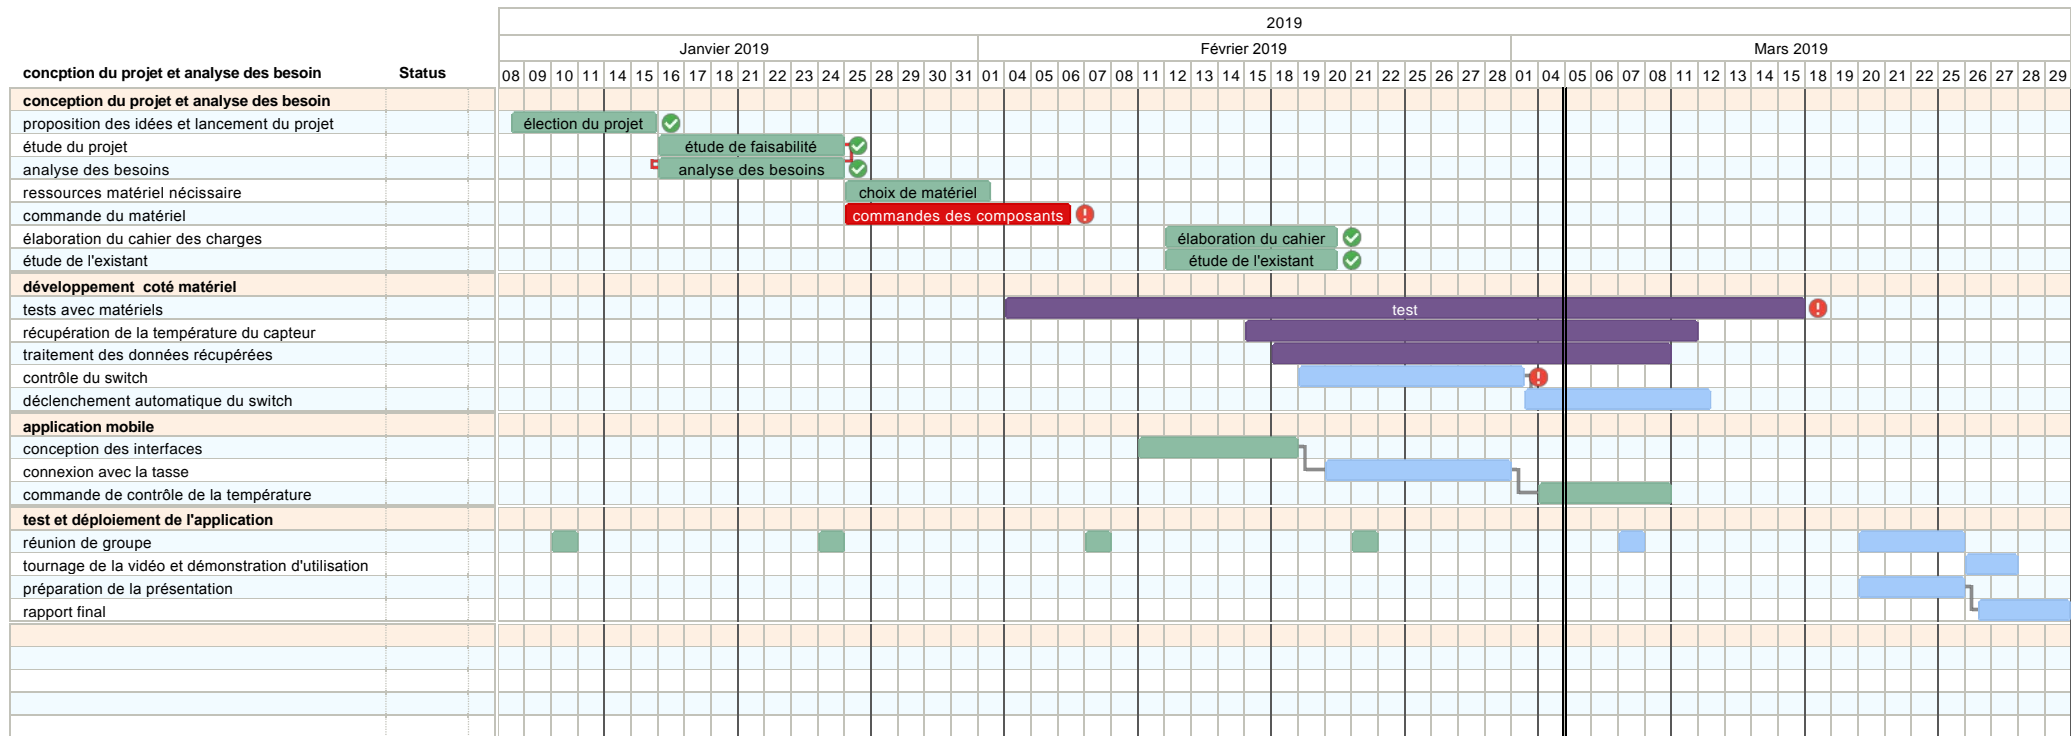 2019
Janvier 2019 Février 2019 Mars 2019
concption du projet et analyse des besoin Status 08 09 10 11 14 15 16 17 18 21 22 23 24 25 28 29 30 31 01 04 05 06 07 08 11 12 13 14 15 18 19 20 21 22 25 26 27 28 01 04 05 06 07 08 11 12 13 14 15 18 19 20 21 22 25 26 27 28 29
conception du projet et analyse des besoin
proposition des idées et lancement du projet élection du projet
étude du projet étude de faisabilité
analyse des besoins analyse des besoins
ressources matériel nécissaire choix de matériel
commande du matériel commandes des composants
élaboration du cahier des charges élaboration du cahier
étude de l'existant étude de l'existant
développement coté matériel
tests avec matériels test
récupération de la température du capteur
traitement des données récupérées
contrôle du switch
déclenchement automatique du switch
application mobile
conception des interfaces
connexion avec la tasse
commande de contrôle de la température
test et déploiement de l'application
réunion de groupe
tournage de la vidéo et démonstration d'utilisation
préparation de la présentation
rapport final